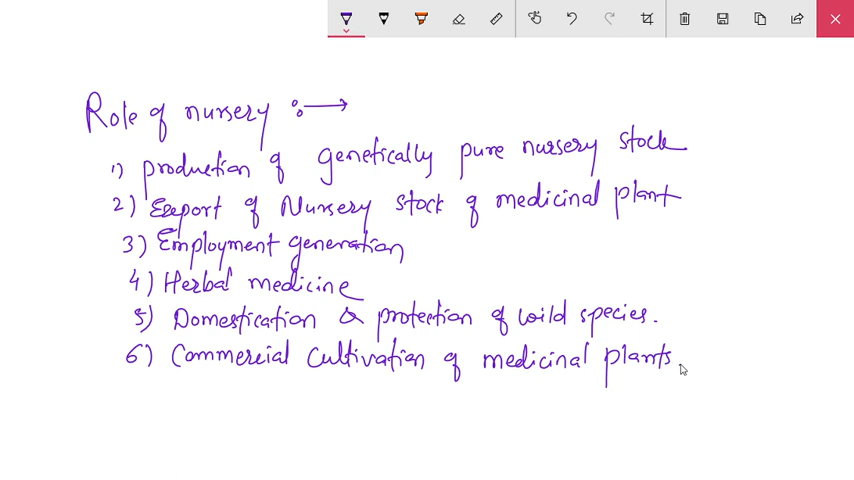 Role of nursery :→
1) production of genetically pure nursery stock
2) Export of Nursery stock of medicinal plant
3) Employment generation
4) Herbal medicine
5) Domestication & protection of wild species.
6) Commercial cultivation of medicinal plants